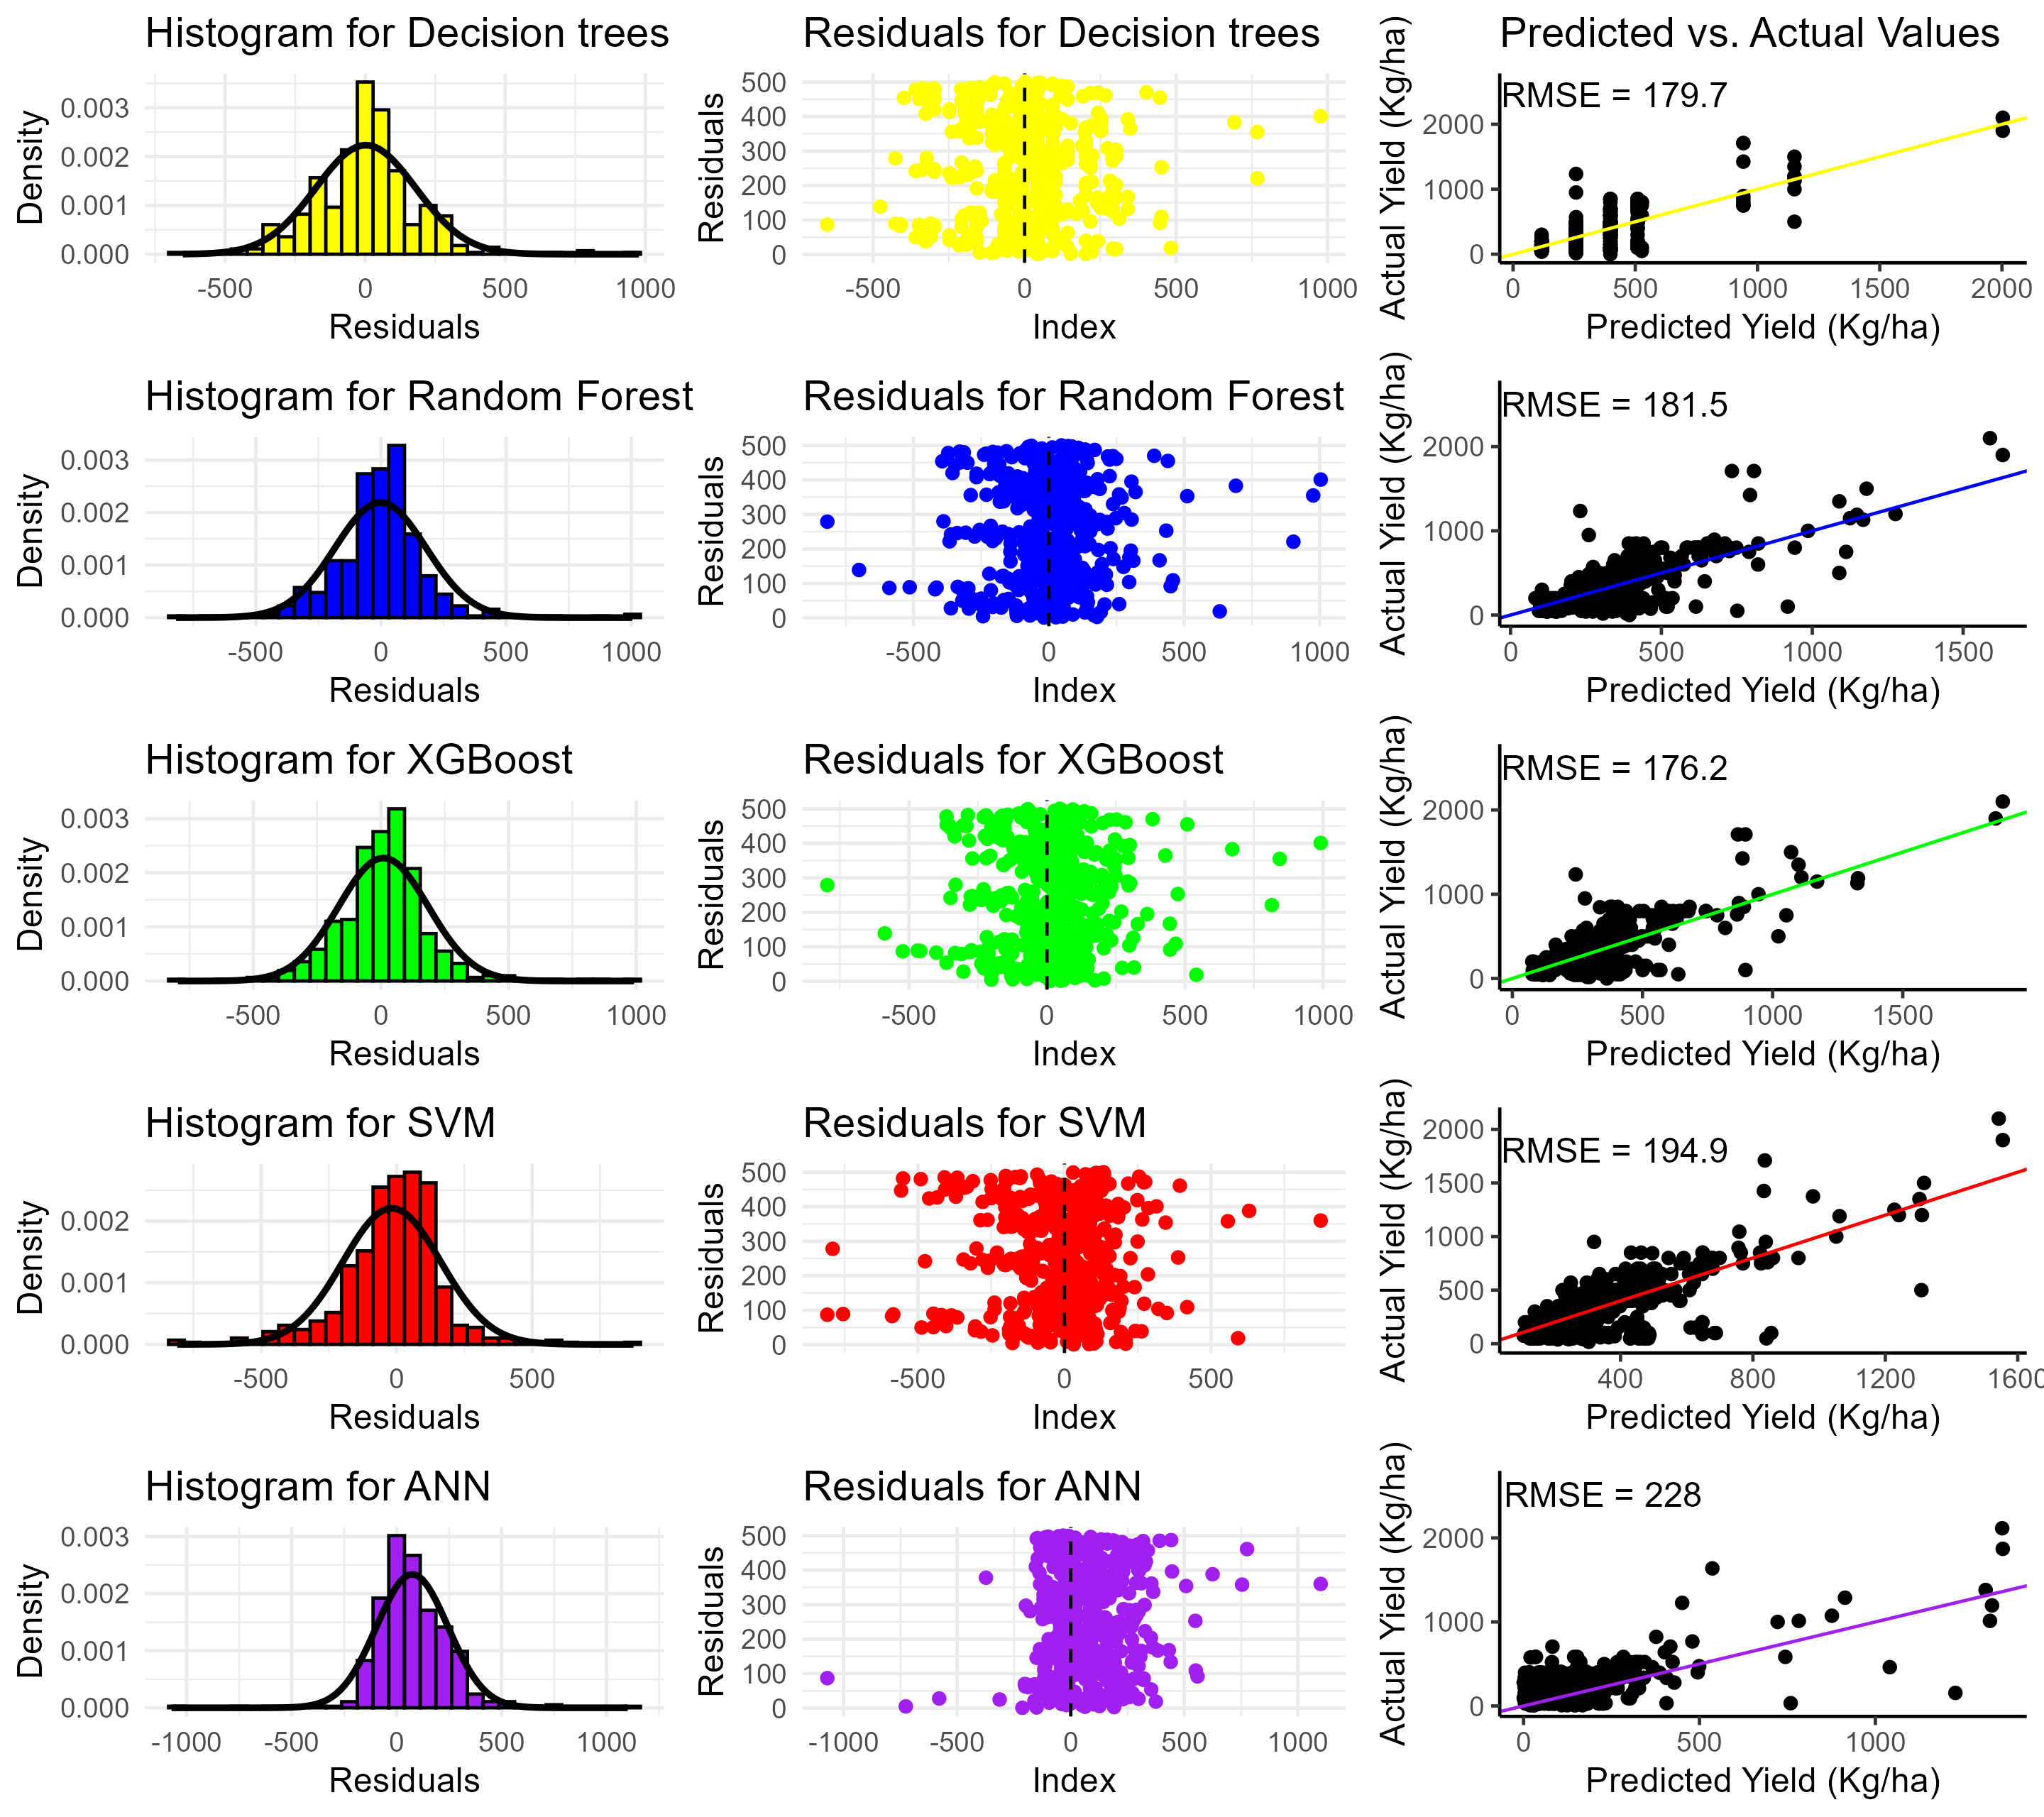 Histogram for Decision trees
Density
0.003
0.002
0.001
0.000
-500 0 500 1000
Residuals
Residuals for Decision trees
Residuals
500
400
300
200
100
0
-500 0 500 1000
Index
Predicted vs. Actual Values
Actual Yield (Kg/ha)
RMSE = 179.7
2000
1000
0
0 500 1000 1500 2000
Predicted Yield (Kg/ha)
Histogram for Random Forest
Density
0.003
0.002
0.001
0.000
-500 0 500 1000
Residuals
Residuals for Random Forest
Residuals
500
400
300
200
100
0
-500 0 500 1000
Index
Actual Yield (Kg/ha)
RMSE = 181.5
2000
1000
0
0 500 1000 1500
Predicted Yield (Kg/ha)
Histogram for XGBoost
Density
0.003
0.002
0.001
0.000
-500 0 500 1000
Residuals
Residuals for XGBoost
Residuals
500
400
300
200
100
0
-500 0 500 1000
Index
Actual Yield (Kg/ha)
RMSE = 176.2
2000
1000
0
0 500 1000 1500
Predicted Yield (Kg/ha)
Histogram for SVM
Density
0.002
0.001
0.000
-500 0 500
Residuals
Residuals for SVM
Residuals
500
400
300
200
100
0
-500 0 500
Index
Actual Yield (Kg/ha)
2000
RMSE = 194.9
1500
1000
500
0
400 800 1200 1600
Predicted Yield (Kg/ha)
Histogram for ANN
Density
0.003
0.002
0.001
0.000
-1000 -500 0 500 1000
Residuals
Residuals for ANN
Residuals
500
400
300
200
100
0
-1000 -500 0 500 1000
Index
Actual Yield (Kg/ha)
RMSE = 228
2000
1000
0
0 500 1000
Predicted Yield (Kg/ha)